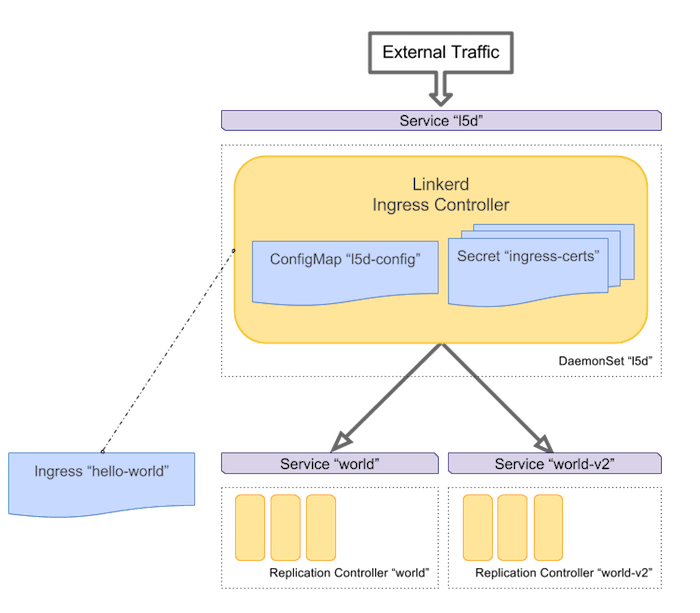 External Traffic
Service “l5d”
Linkerd
Ingress Controller
ConfigMap “l5d-config”
Secret “ingress-certs”
DaemonSet “l5d”
Ingress “hello-world”
Service “world”
Service “world-v2”
Replication Controller “world”
Replication Controller “world-v2”